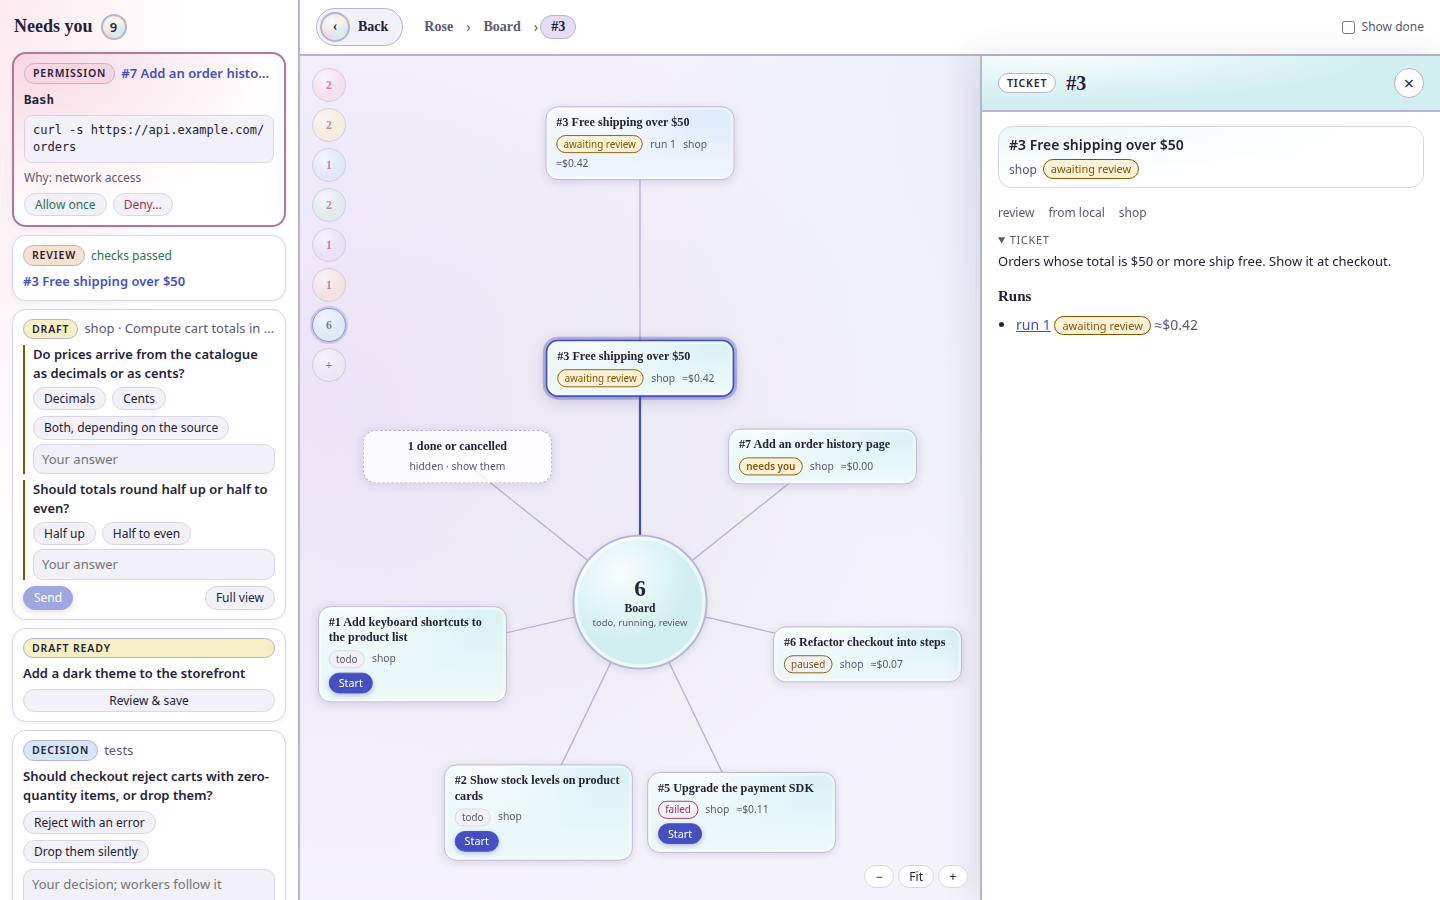 Needs you 9
PERMISSION #7 Add an order histo...
Bash
curl -s https://api.example.com/
orders
Why: network access
Allow once Deny...
REVIEW checks passed
#3 Free shipping over $50
DRAFT shop · Compute cart totals in ...
Do prices arrive from the catalogue
as decimals or as cents?
Decimals Cents
Both, depending on the source
Your answer
Should totals round half up or half to
even?
Half up Half to even
Your answer
Send Full view
DRAFT READY
Add a dark theme to the storefront
Review & save
DECISION tests
Should checkout reject carts with zero-
quantity items, or drop them?
Reject with an error
Drop them silently
Your decision; workers follow it
‹ Back Rose › Board › #3 Show done
2
2
1
2
1
1
6
+
#3 Free shipping over $50
awaiting review run 1 shop
≈$0.42
#3 Free shipping over $50
awaiting review shop ≈$0.42
1 done or cancelled
hidden · show them
#7 Add an order history page
needs you shop ≈$0.00
6
Board
todo, running, review
#1 Add keyboard shortcuts to
the product list
todo shop
Start
#6 Refactor checkout into steps
paused shop ≈$0.07
#2 Show stock levels on product
cards
todo shop
Start
#5 Upgrade the payment SDK
failed shop ≈$0.11
Start
− Fit +
TICKET #3 ✕
#3 Free shipping over $50
shop awaiting review
review from local shop
▾ TICKET
Orders whose total is $50 or more ship free. Show it at checkout.
Runs
• run 1 awaiting review ≈$0.42